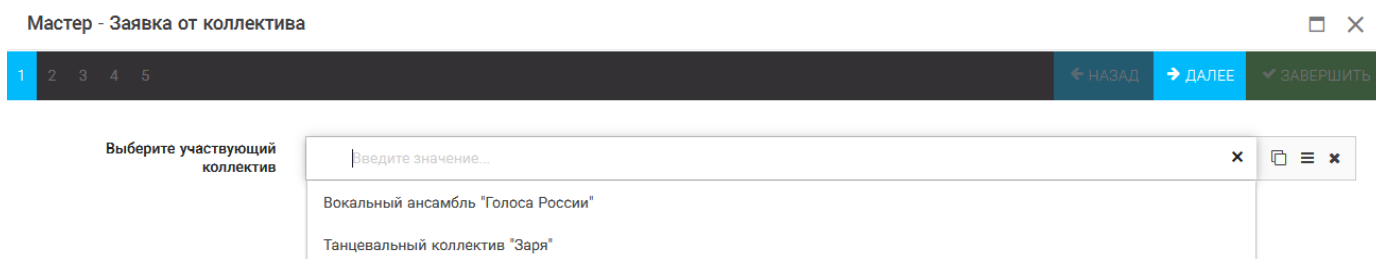 Мастер - Заявка от коллектива
1 2 3 4 5 НАЗАД ДАЛЕЕ ЗАВЕРШИТЬ
Выберите участвующий
коллектив
Введите значение...
Вокальный ансамбль "Голоса России"
Танцевальный коллектив "Заря"